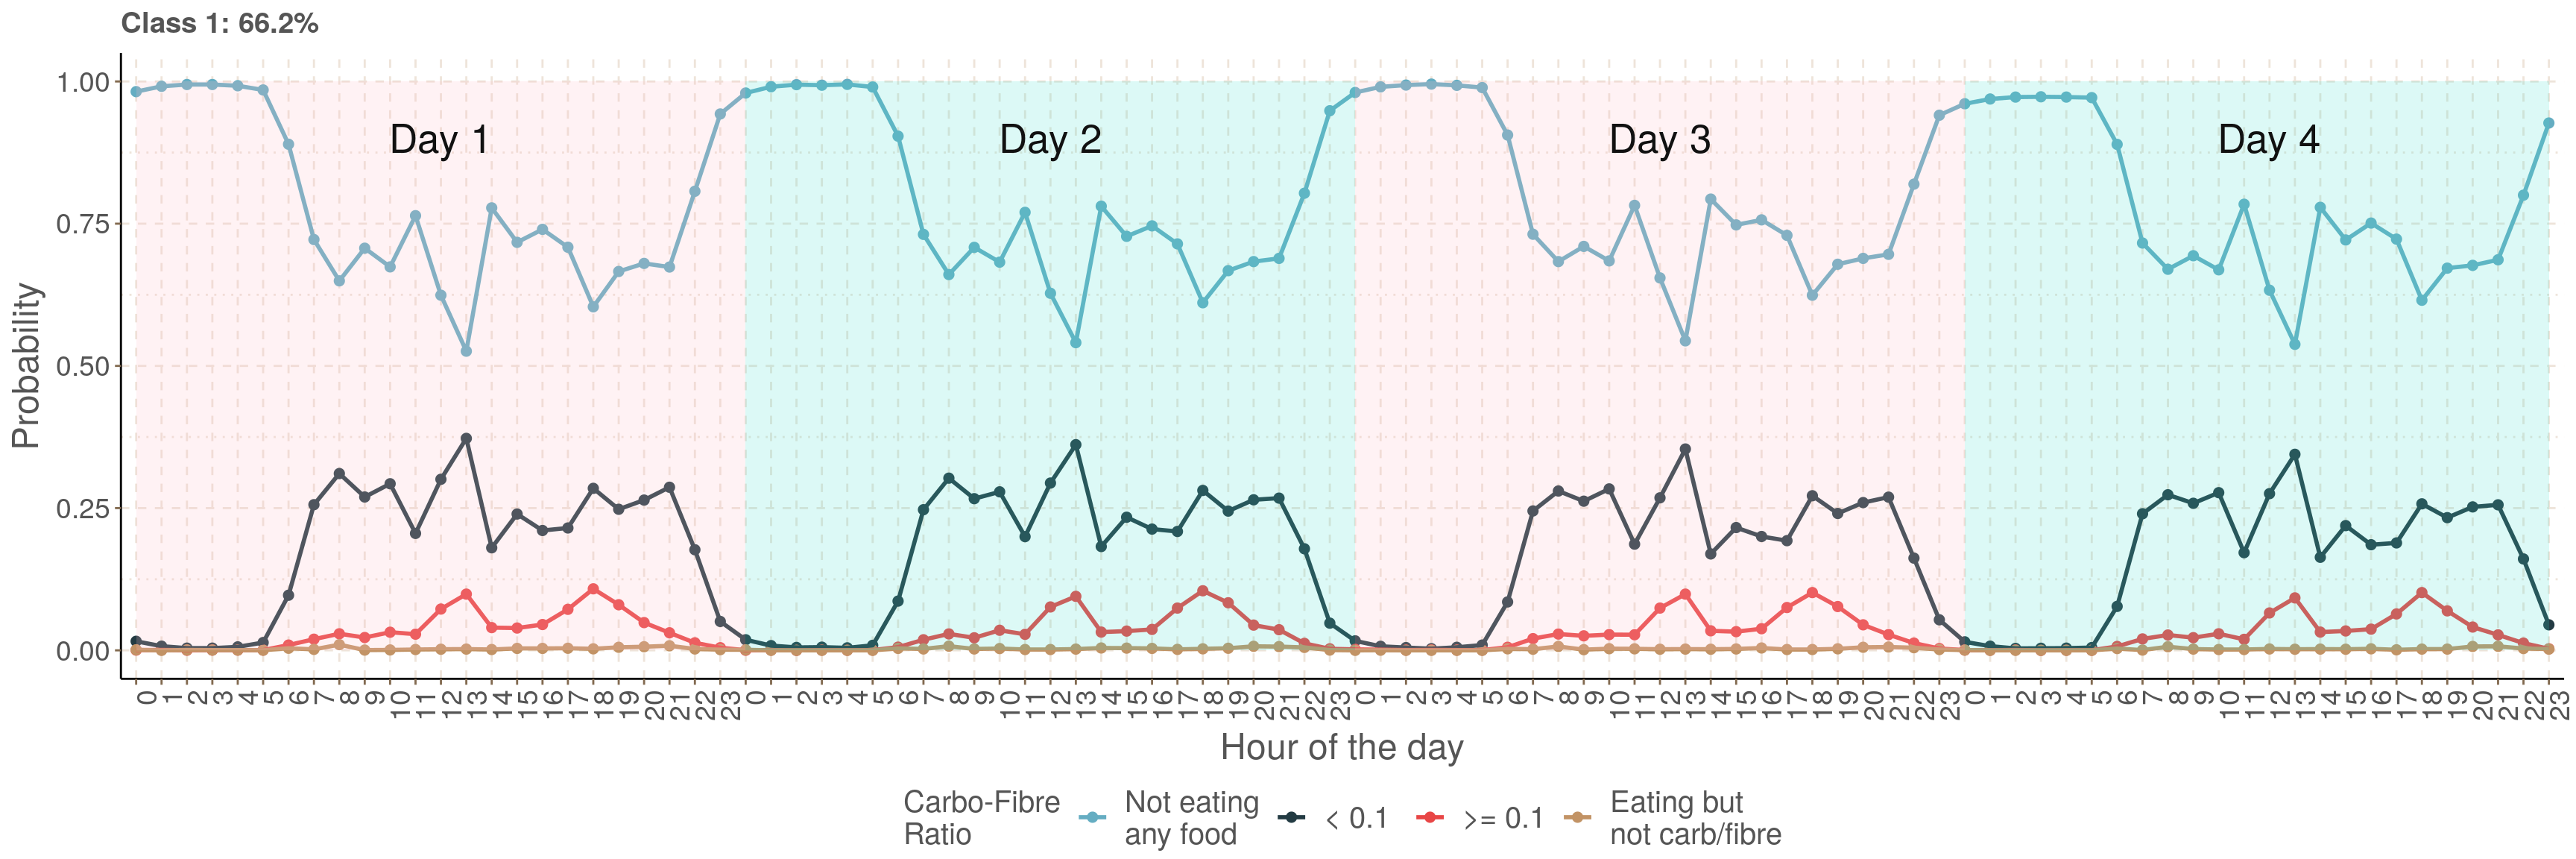 Class 1: 66.2%
1.00
0.75
0.50
0.25
0.00
Probability
Day 1
Day 2
Day 3
Day 4
0 1 2 3 4 5 6 7 8 9 10 11 12 13 14 15 16 17 18 19 20 21 22 23 0 1 2 3 4 5 6 7 8 9 10 11 12 13 14 15 16 17 18 19 20 21 22 23 0 1 2 3 4 5 6 7 8 9 10 11 12 13 14 15 16 17 18 19 20 21 22 23 0 1 2 3 4 5 6 7 8 9 10 11 12 13 14 15 16 17 18 19 20 21 22 23
Hour of the day
Carbo-Fibre
Ratio
Not eating
any food
< 0.1
>= 0.1
Eating but
not carb/fibre